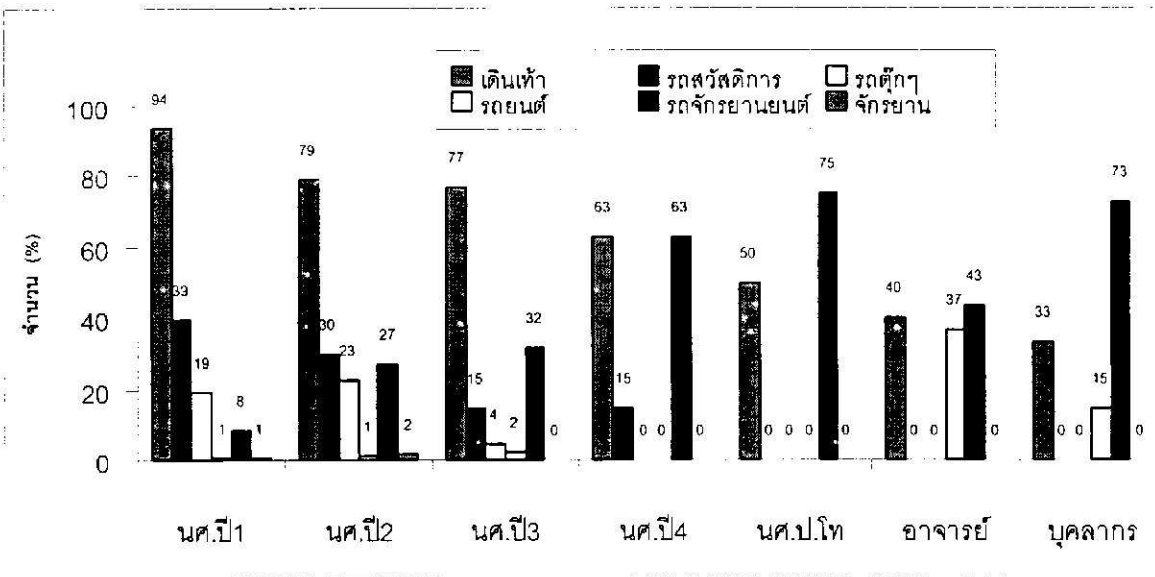 เดินเท้า รถสวัสดิการ รถตุ๊กๆ
รถยนต์ รถจักรยานยนต์ จักรยาน
จำนวน (%)
100
80
60
40
20
0
94 33 19 1 8 1
79 30 23 1 27 2
77 15 4 2 32 0
63 15 0 0 63 0
50 0 0 0 75 0
40 0 0 37 43 0
33 0 0 15 73 0
นศ.ปี1 นศ.ปี2 นศ.ปี3 นศ.ปี4 นศ.ป.โท อาจารย์ บุคลากร